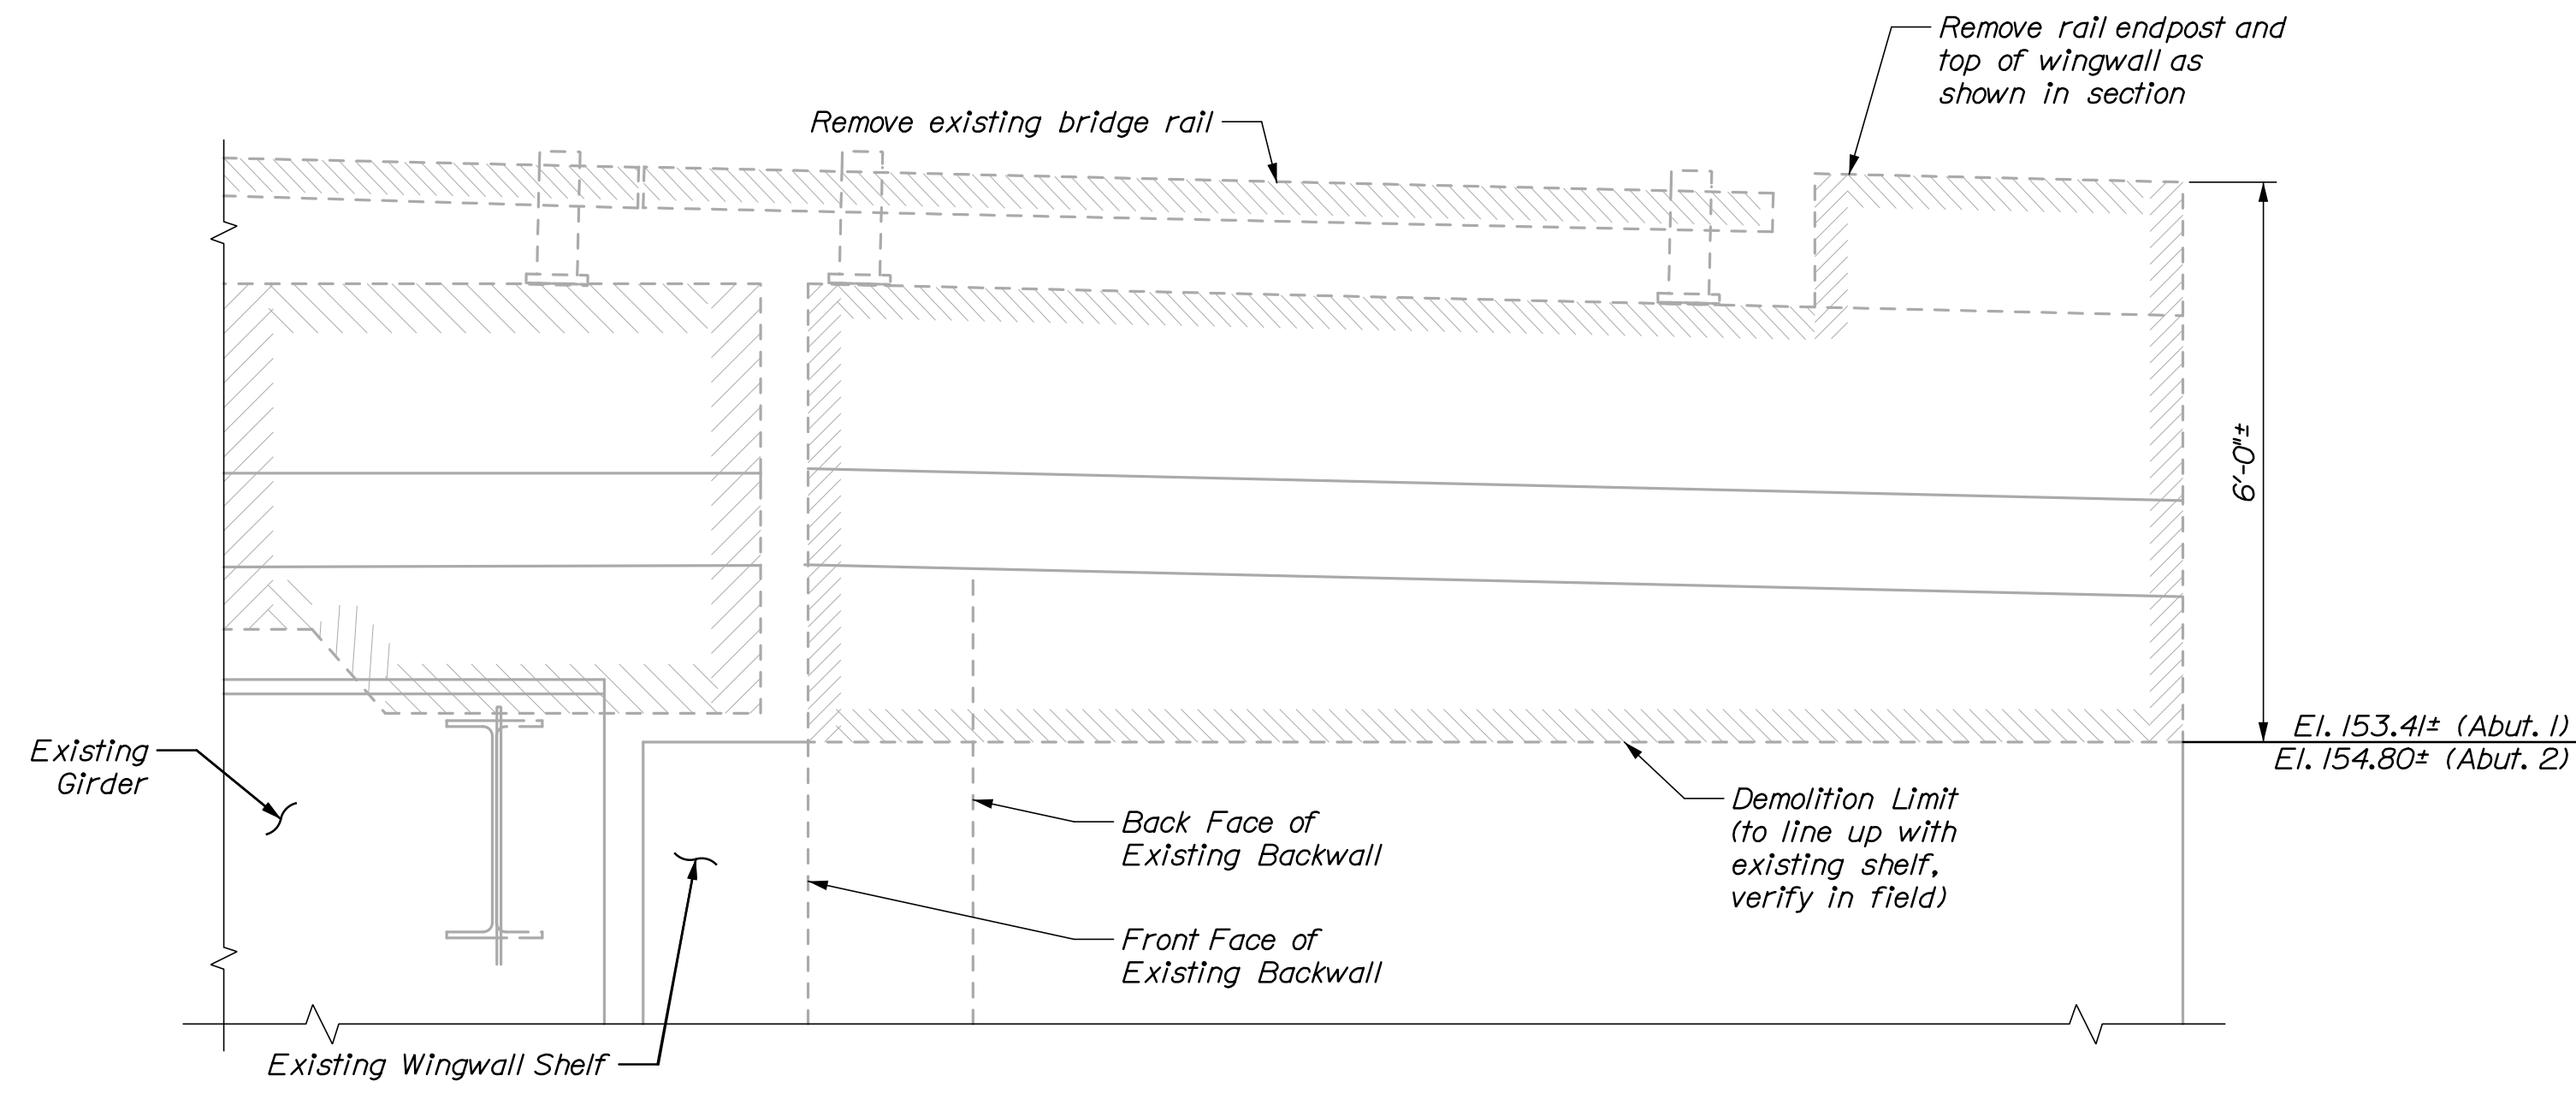 Remove rail endpost and
top of wingwall as
shown in section
Remove existing bridge rail
6'-0"±
El. 153.41± (Abut. 1)
El. 154.80± (Abut. 2)
Existing
Girder
Demolition Limit
(to line up with
existing shelf,
verify in field)
Back Face of
Existing Backwall
Front Face of
Existing Backwall
Existing Wingwall Shelf